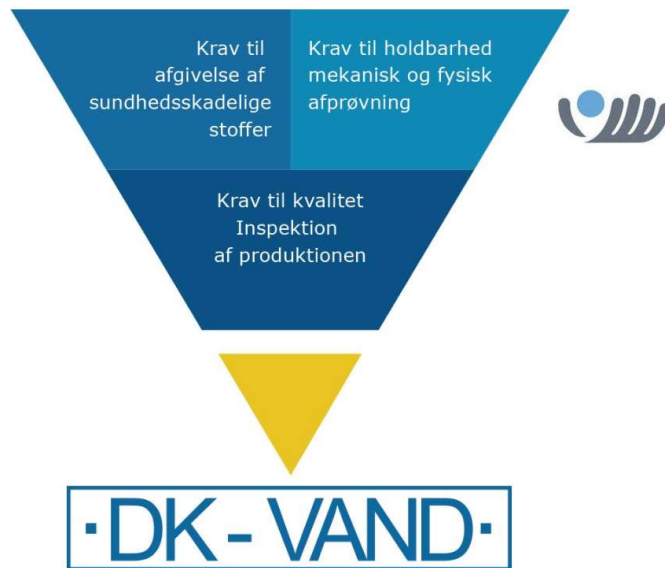 Krav til
afgivelse af
sundhedsskadelige
stoffer
Krav til holdbarhed
mekanisk og fysisk
afprøvning
Krav til kvalitet
Inspektion
af produktionen
·DK - VAND·